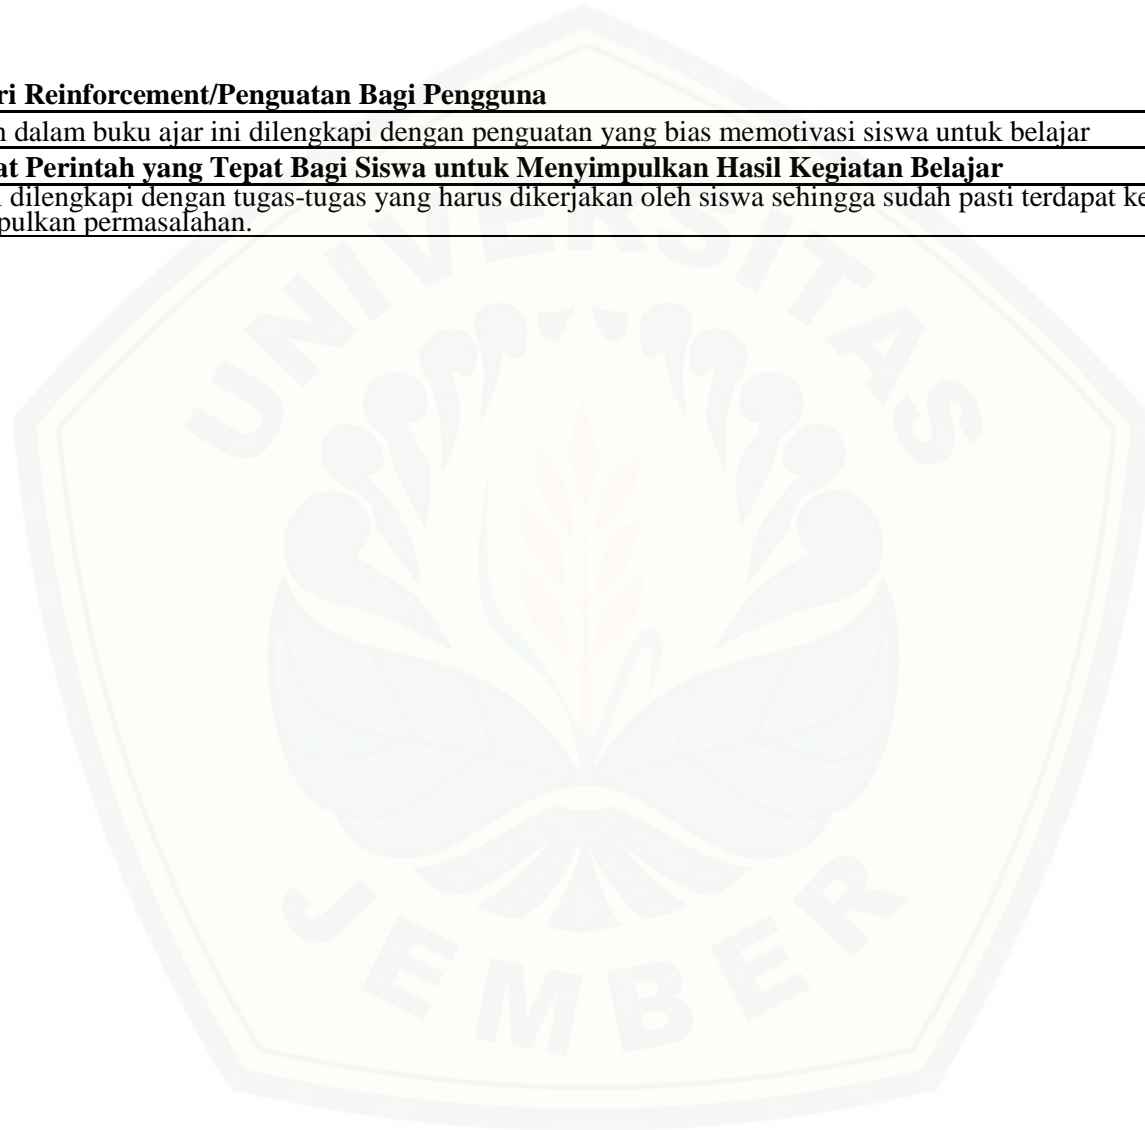 ri Reinforcement/Penguatan Bagi Pengguna
n dalam buku ajar ini dilengkapi dengan penguatan yang bias memotivasi siswa untuk belajar
at Perintah yang Tepat Bagi Siswa untuk Menyimpulkan Hasil Kegiatan Belajar
i dilengkapi dengan tugas-tugas yang harus dikerjakan oleh siswa sehingga sudah pasti terdapat ke
pulkan permasalahan.
UNIVERSITAS
JEMBER